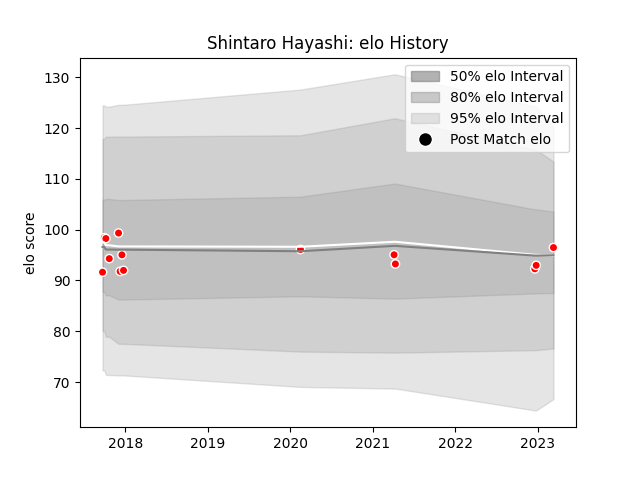 Shintaro Hayashi: elo History
50% elo Interval
80% elo Interval
95% elo Interval
Post Match elo
elo score
130
120
110
100
90
80
70
2018
2019
2020
2021
2022
2023